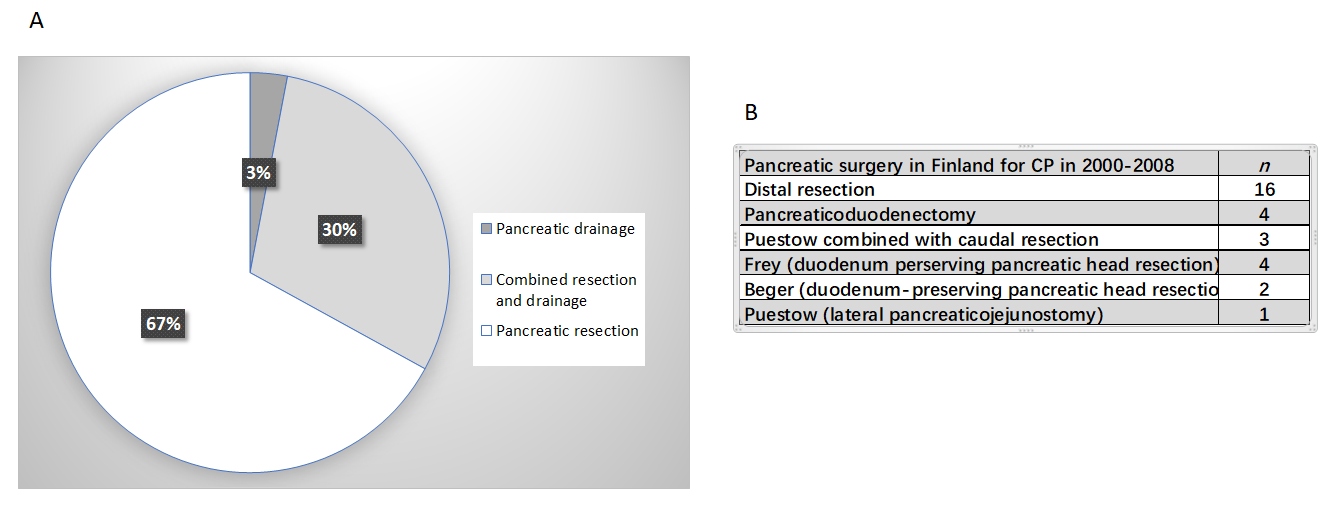 A
3%
30%
67%
Pancreatic drainage
Combined resection
and drainage
Pancreatic resection
B
Pancreatic surgery in Finland for CP in 2000-2008 n
Distal resection 16
Pancreaticoduodenectomy 4
Puestow combined with caudal resection 3
Frey (duodenum perserving pancreatic head resection) 4
Beger (duodenum-preserving pancreatic head resectio 2
Puestow (lateral pancreaticojejunostomy) 1